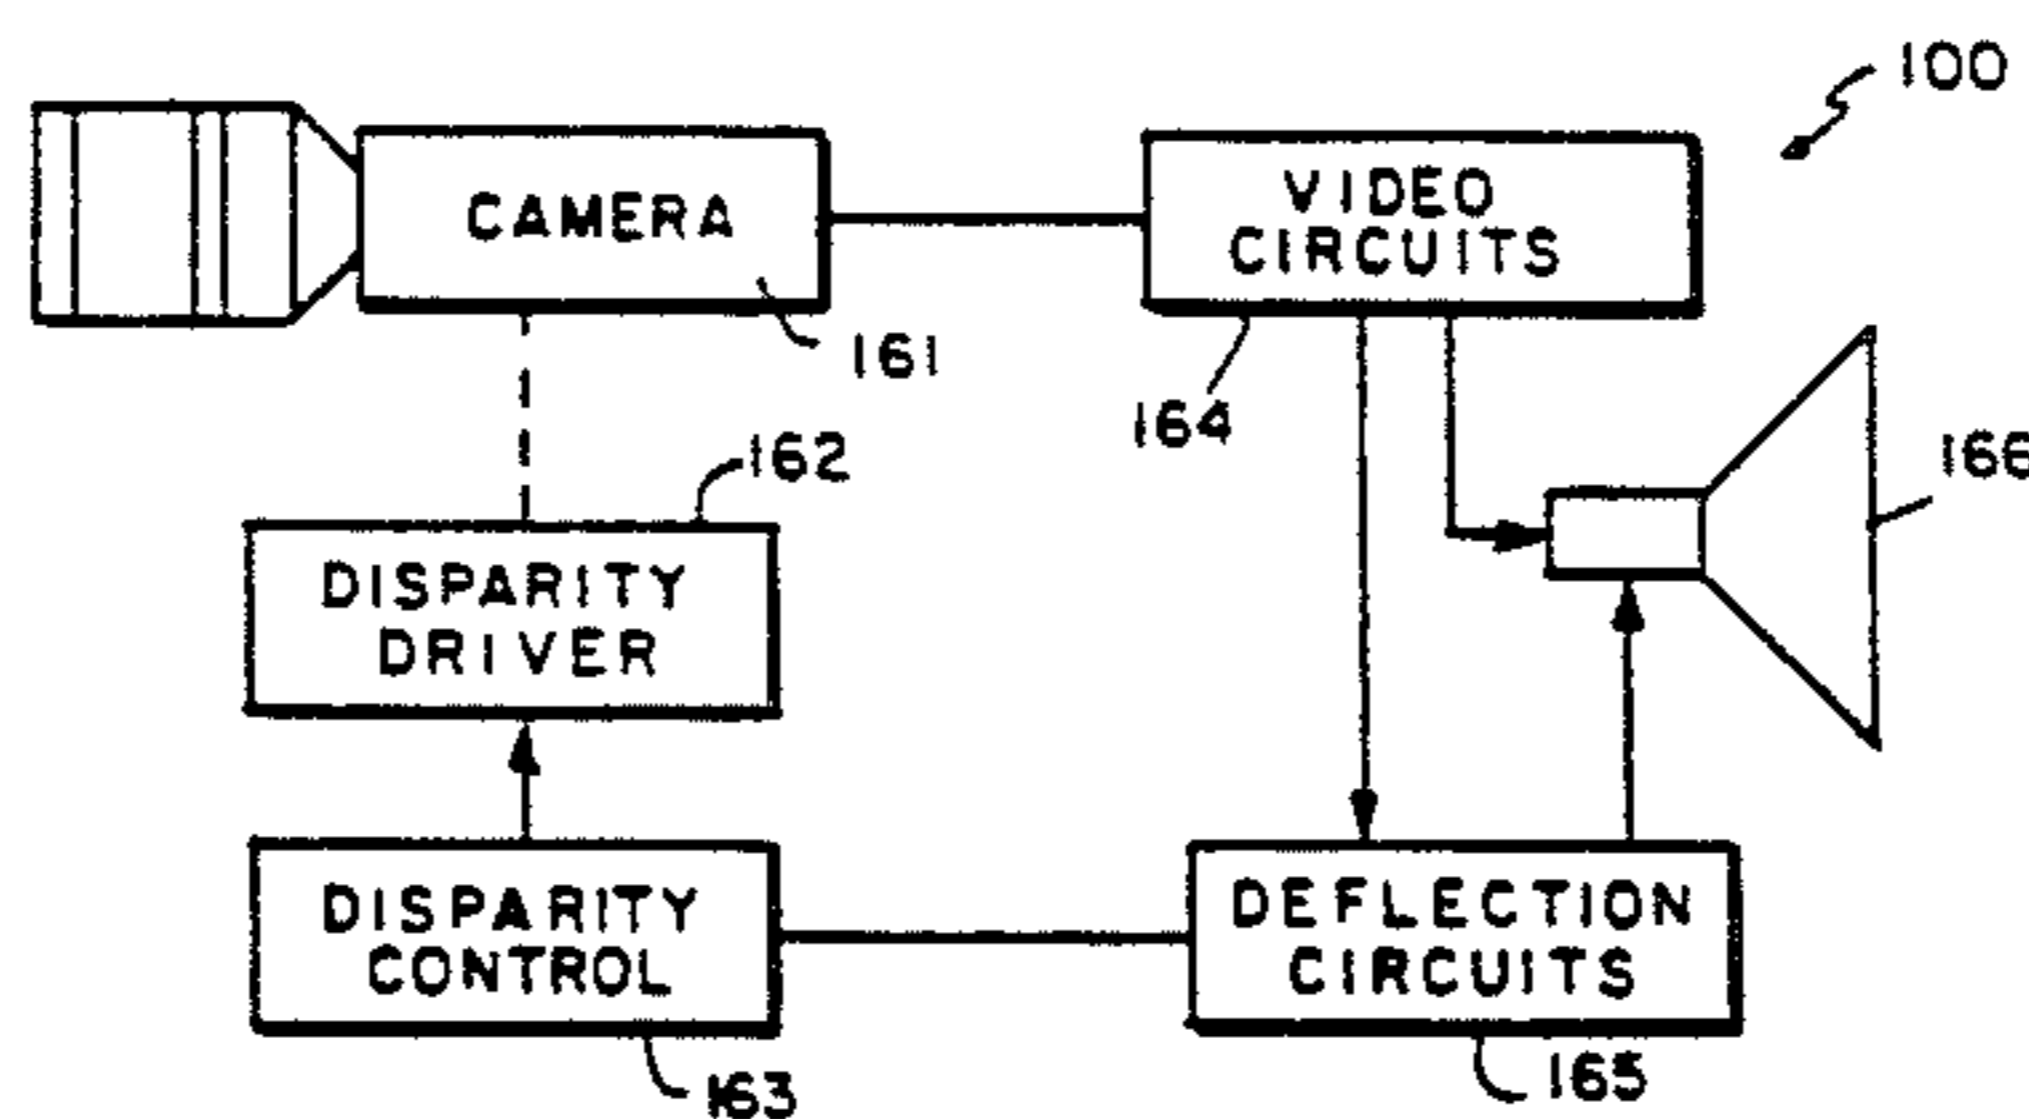 100
CAMERA
VIDEO
CIRCUITS
161
164
162
166
DISPARITY
DRIVER
DISPARITY
CONTROL
DEFLECTION
CIRCUITS
163
165